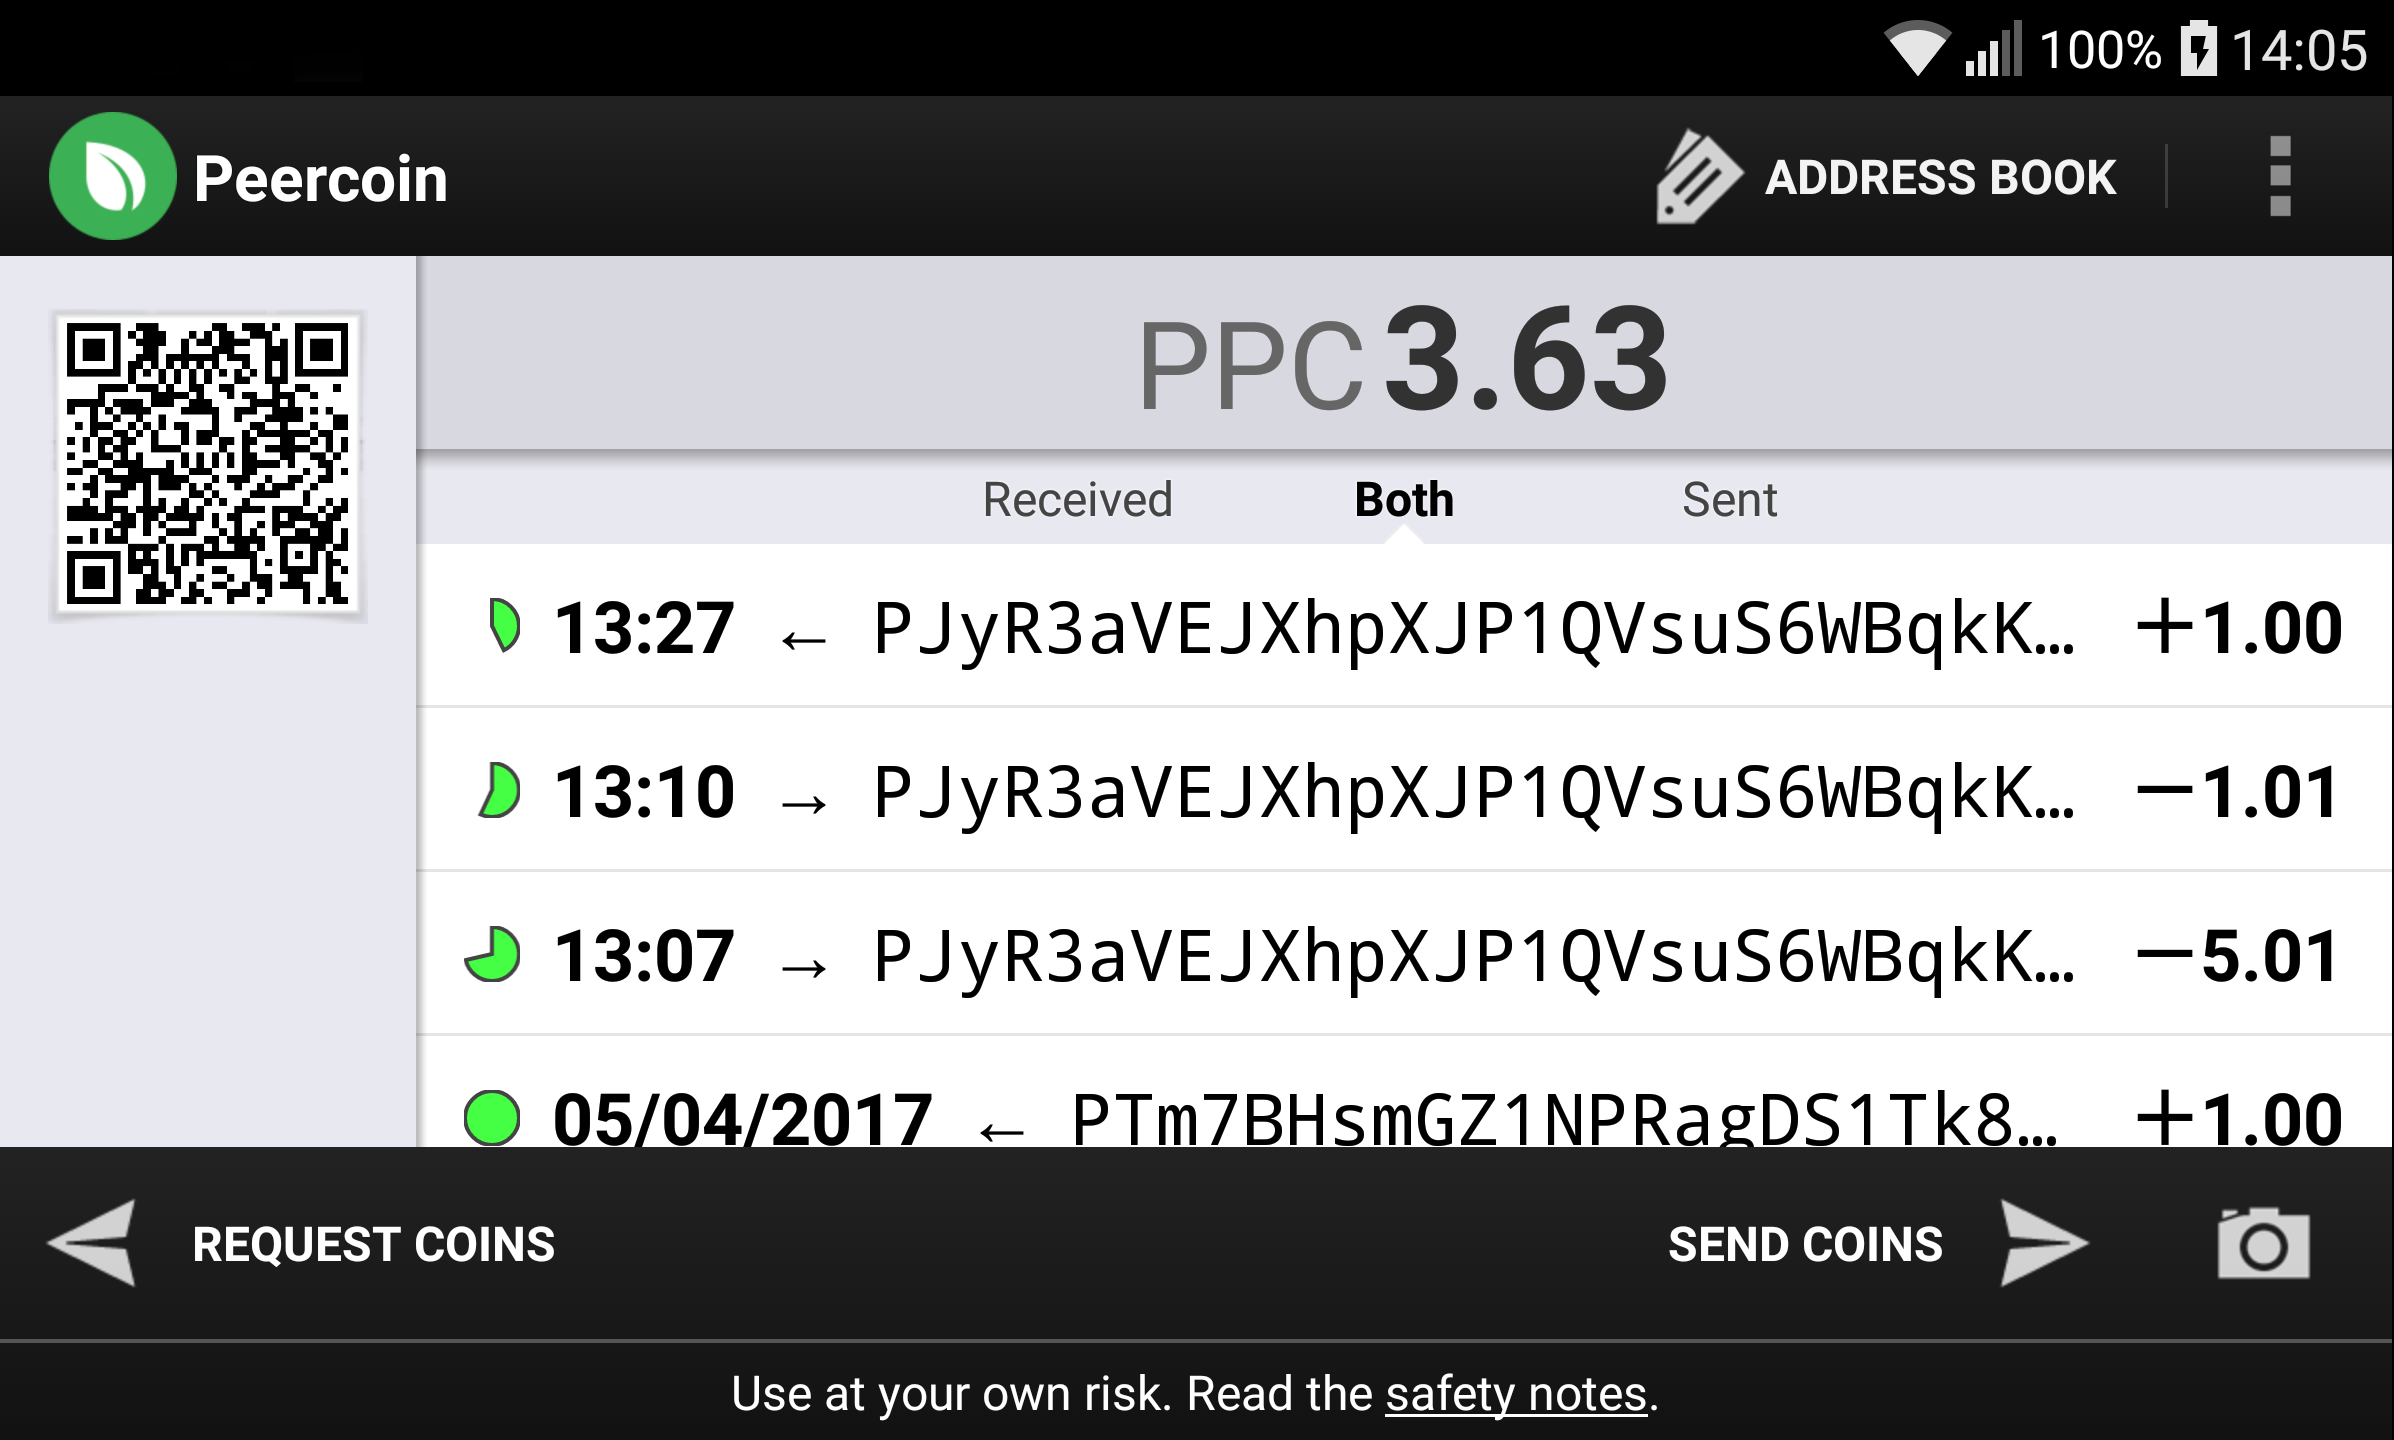 100% 14:05
Peercoin ADDRESS BOOK
PPC 3.63
Received Both Sent
13:27 ← PJyR3aVEJXhpXJP1QVsuS6WBqkK... +1.00
13:10 → PJyR3aVEJXhpXJP1QVsuS6WBqkK... −1.01
13:07 → PJyR3aVEJXhpXJP1QVsuS6WBqkK... −5.01
05/04/2017 ← PTm7BHsmGZ1NPRagDS1Tk8... +1.00
REQUEST COINS SEND COINS
Use at your own risk. Read the safety notes.